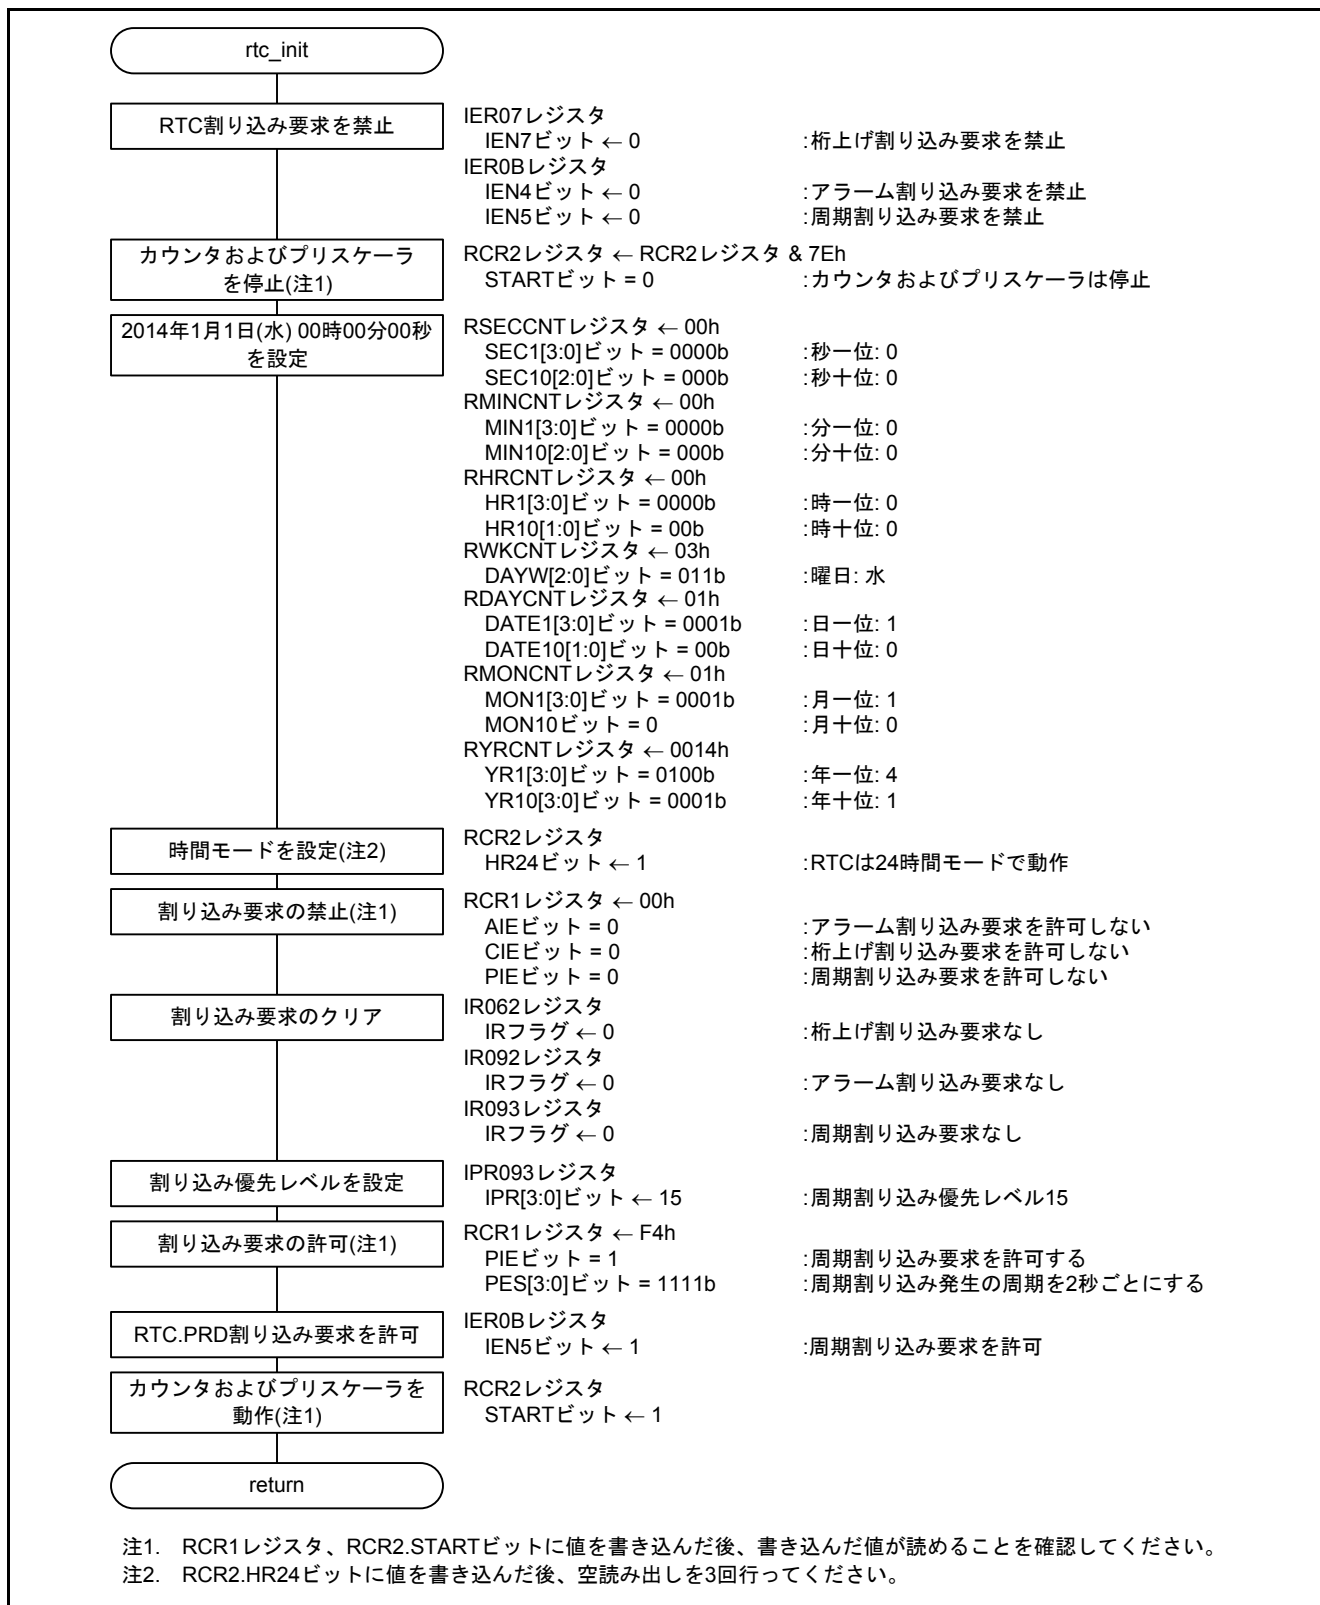 rtc_init
RTC割り込み要求を禁止
IER07レジスタ
IEN7ビット ← 0 :桁上げ割り込み要求を禁止
IER0Bレジスタ
IEN4ビット ← 0 :アラーム割り込み要求を禁止
IEN5ビット ← 0 :周期割り込み要求を禁止
カウンタおよびプリスケーラ
を停止(注1)
RCR2レジスタ ← RCR2レジスタ & 7Eh
STARTビット = 0 :カウンタおよびプリスケーラは停止
2014年1月1日(水) 00時00分00秒
を設定
RSECCNTレジスタ ← 00h
SEC1[3:0]ビット = 0000b :秒一位: 0
SEC10[2:0]ビット = 000b :秒十位: 0
RMINCNTレジスタ ← 00h
MIN1[3:0]ビット = 0000b :分一位: 0
MIN10[2:0]ビット = 000b :分十位: 0
RHRCNTレジスタ ← 00h
HR1[3:0]ビット = 0000b :時一位: 0
HR10[1:0]ビット = 00b :時十位: 0
RWKCNTレジスタ ← 03h
DAYW[2:0]ビット = 011b :曜日: 水
RDAYCNTレジスタ ← 01h
DATE1[3:0]ビット = 0001b :日一位: 1
DATE10[1:0]ビット = 00b :日十位: 0
RMONCNTレジスタ ← 01h
MON1[3:0]ビット = 0001b :月一位: 1
MON10ビット = 0 :月十位: 0
RYRCNTレジスタ ← 0014h
YR1[3:0]ビット = 0100b :年一位: 4
YR10[3:0]ビット = 0001b :年十位: 1
時間モードを設定(注2)
RCR2レジスタ
HR24ビット ← 1 :RTCは24時間モードで動作
割り込み要求の禁止(注1)
RCR1レジスタ ← 00h
AIEビット = 0 :アラーム割り込み要求を許可しない
CIEビット = 0 :桁上げ割り込み要求を許可しない
PIEビット = 0 :周期割り込み要求を許可しない
割り込み要求のクリア
IR062レジスタ
IRフラグ ← 0 :桁上げ割り込み要求なし
IR092レジスタ
IRフラグ ← 0 :アラーム割り込み要求なし
IR093レジスタ
IRフラグ ← 0 :周期割り込み要求なし
割り込み優先レベルを設定
IPR093レジスタ
IPR[3:0]ビット ← 15 :周期割り込み優先レベル15
割り込み要求の許可(注1)
RCR1レジスタ ← F4h
PIEビット = 1 :周期割り込み要求を許可する
PES[3:0]ビット = 1111b :周期割り込み発生の周期を2秒ごとにする
RTC.PRD割り込み要求を許可
IER0Bレジスタ
IEN5ビット ← 1 :周期割り込み要求を許可
カウンタおよびプリスケーラを
動作(注1)
RCR2レジスタ
STARTビット ← 1
return
注1. RCR1レジスタ、RCR2.STARTビットに値を書き込んだ後、書き込んだ値が読めることを確認してください。
注2. RCR2.HR24ビットに値を書き込んだ後、空読み出しを3回行ってください。